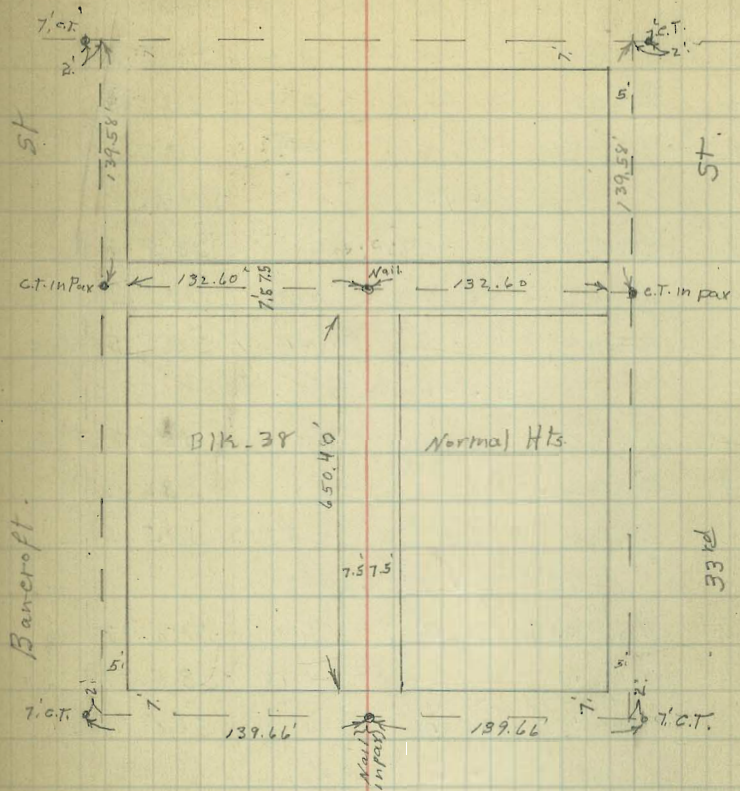 7.' C.T.
2.'
7.'
7.'
7.' C.T.
2.'
St
139.58'
5'
139.58'
St.
C.T. in Pav
132.60'
7.5 7.5
Nail
132.60
C.T. in pav
Blk - 38
650.40'
Normal Hts.
7.5 7.5
Bancroft.
33rd
5'
5.'
2.'
2.'
7.' C.T.
7.'
139.66'
Nail
in pav
139.66
7.'
7.' C.T.